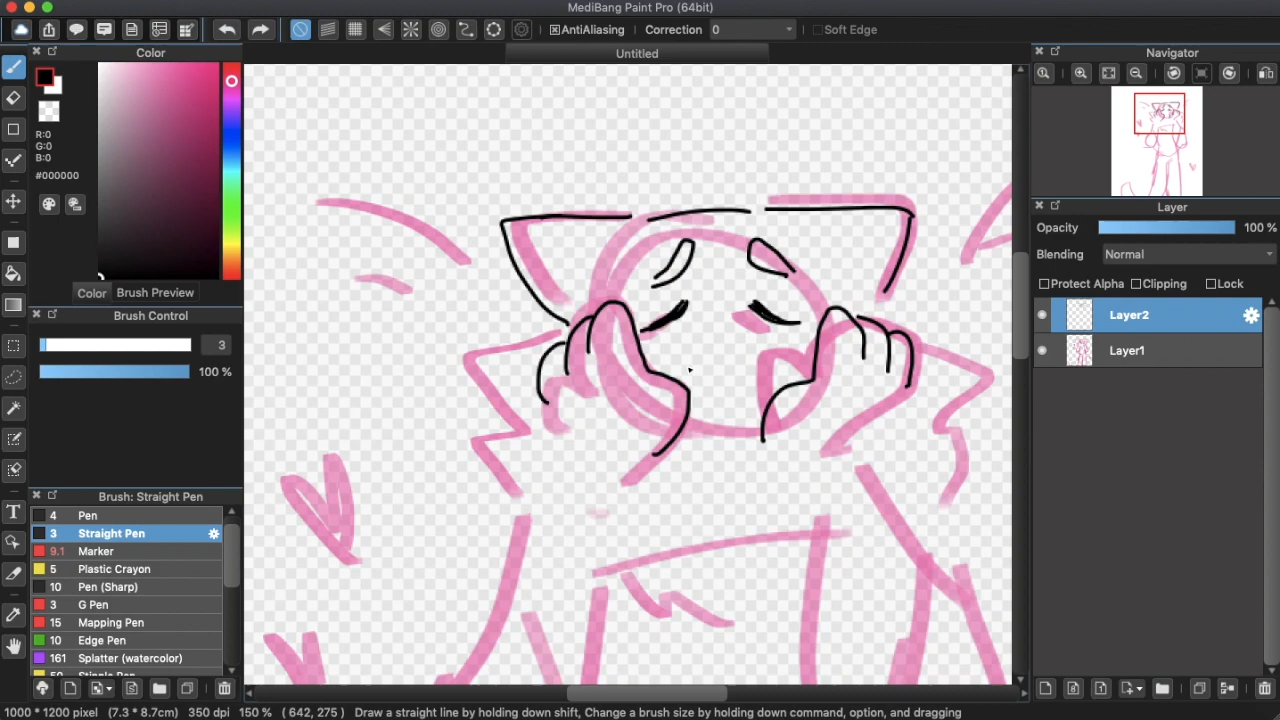 MediBang Paint Pro (64bit)
AntiAliasing Correction 0 Soft Edge
Untitled
Color
R:0
G:0
B:0
#000000
Color Brush Preview
Brush Control
3
100 %
Brush: Straight Pen
4 Pen
3 Straight Pen
9.1 Marker
5 Plastic Crayon
10 Pen (Sharp)
3 G Pen
15 Mapping Pen
10 Edge Pen
161 Splatter (watercolor)
50 Stipple Pen
Navigator
Layer
Opacity 100 %
Blending Normal
Protect Alpha Clipping Lock
Layer2
Layer1
T
1000 * 1200 pixel (7.3 * 8.7cm) 350 dpi 150 % ( 642, 275 ) Draw a straight line by holding down shift, Change a brush size by holding down command, option, and dragging